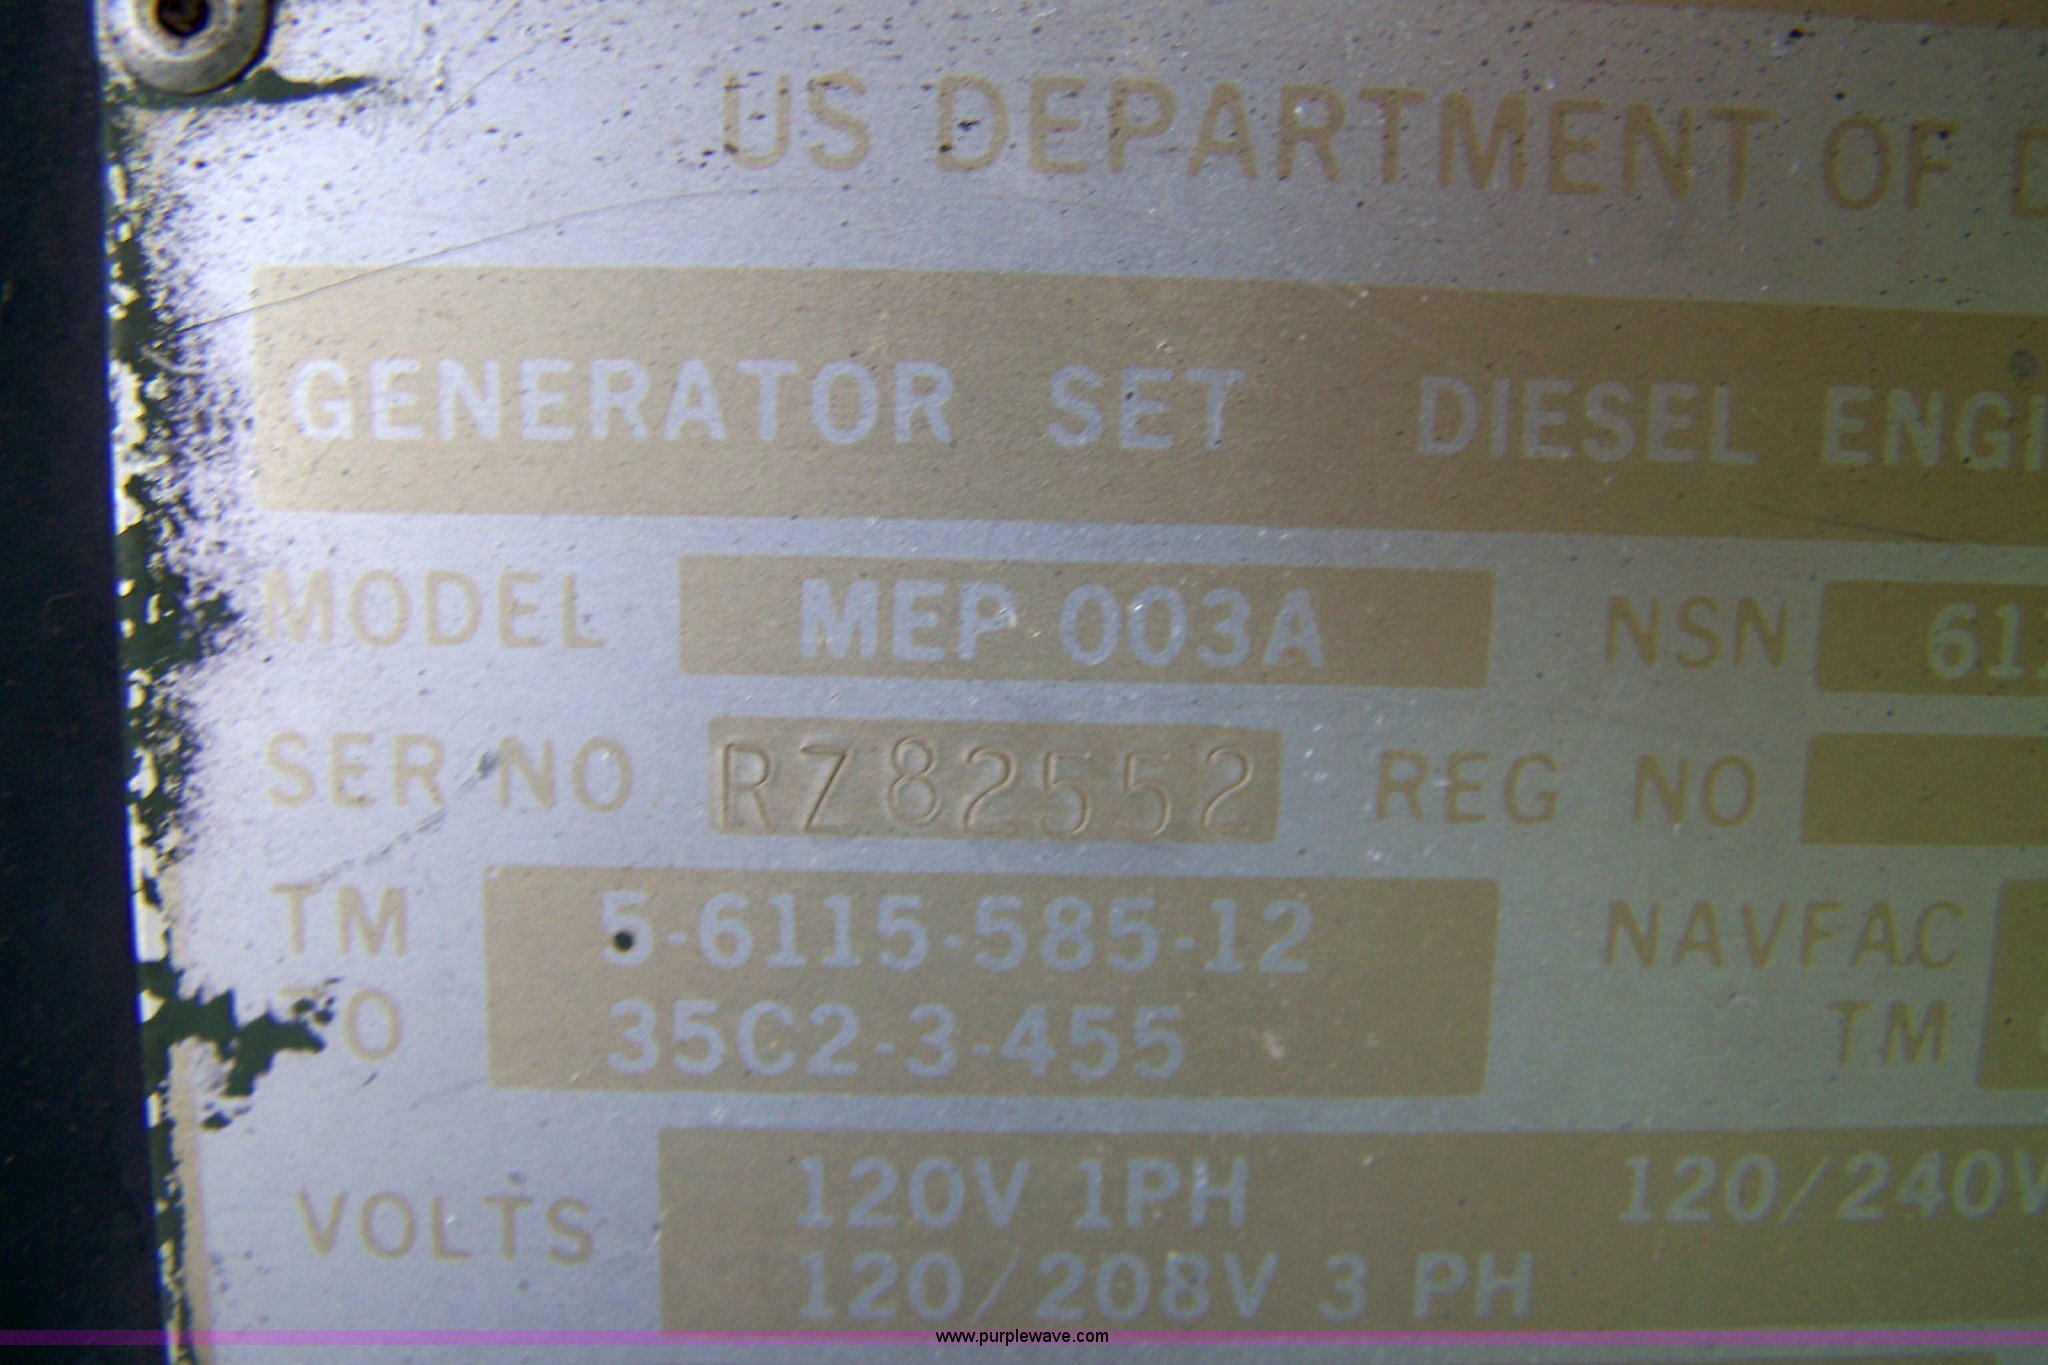 US DEPARTMENT OF D
GENERATOR SET DIESEL ENGI
MODEL MEP 003A NSN 611
SER NO RZ82552 REG NO
TM 5-6115-585-12 NAVFAC
TO 35C2-3-455 TM
VOLTS 120V 1PH 120/240V
120/208V 3 PH
www.purplewave.com